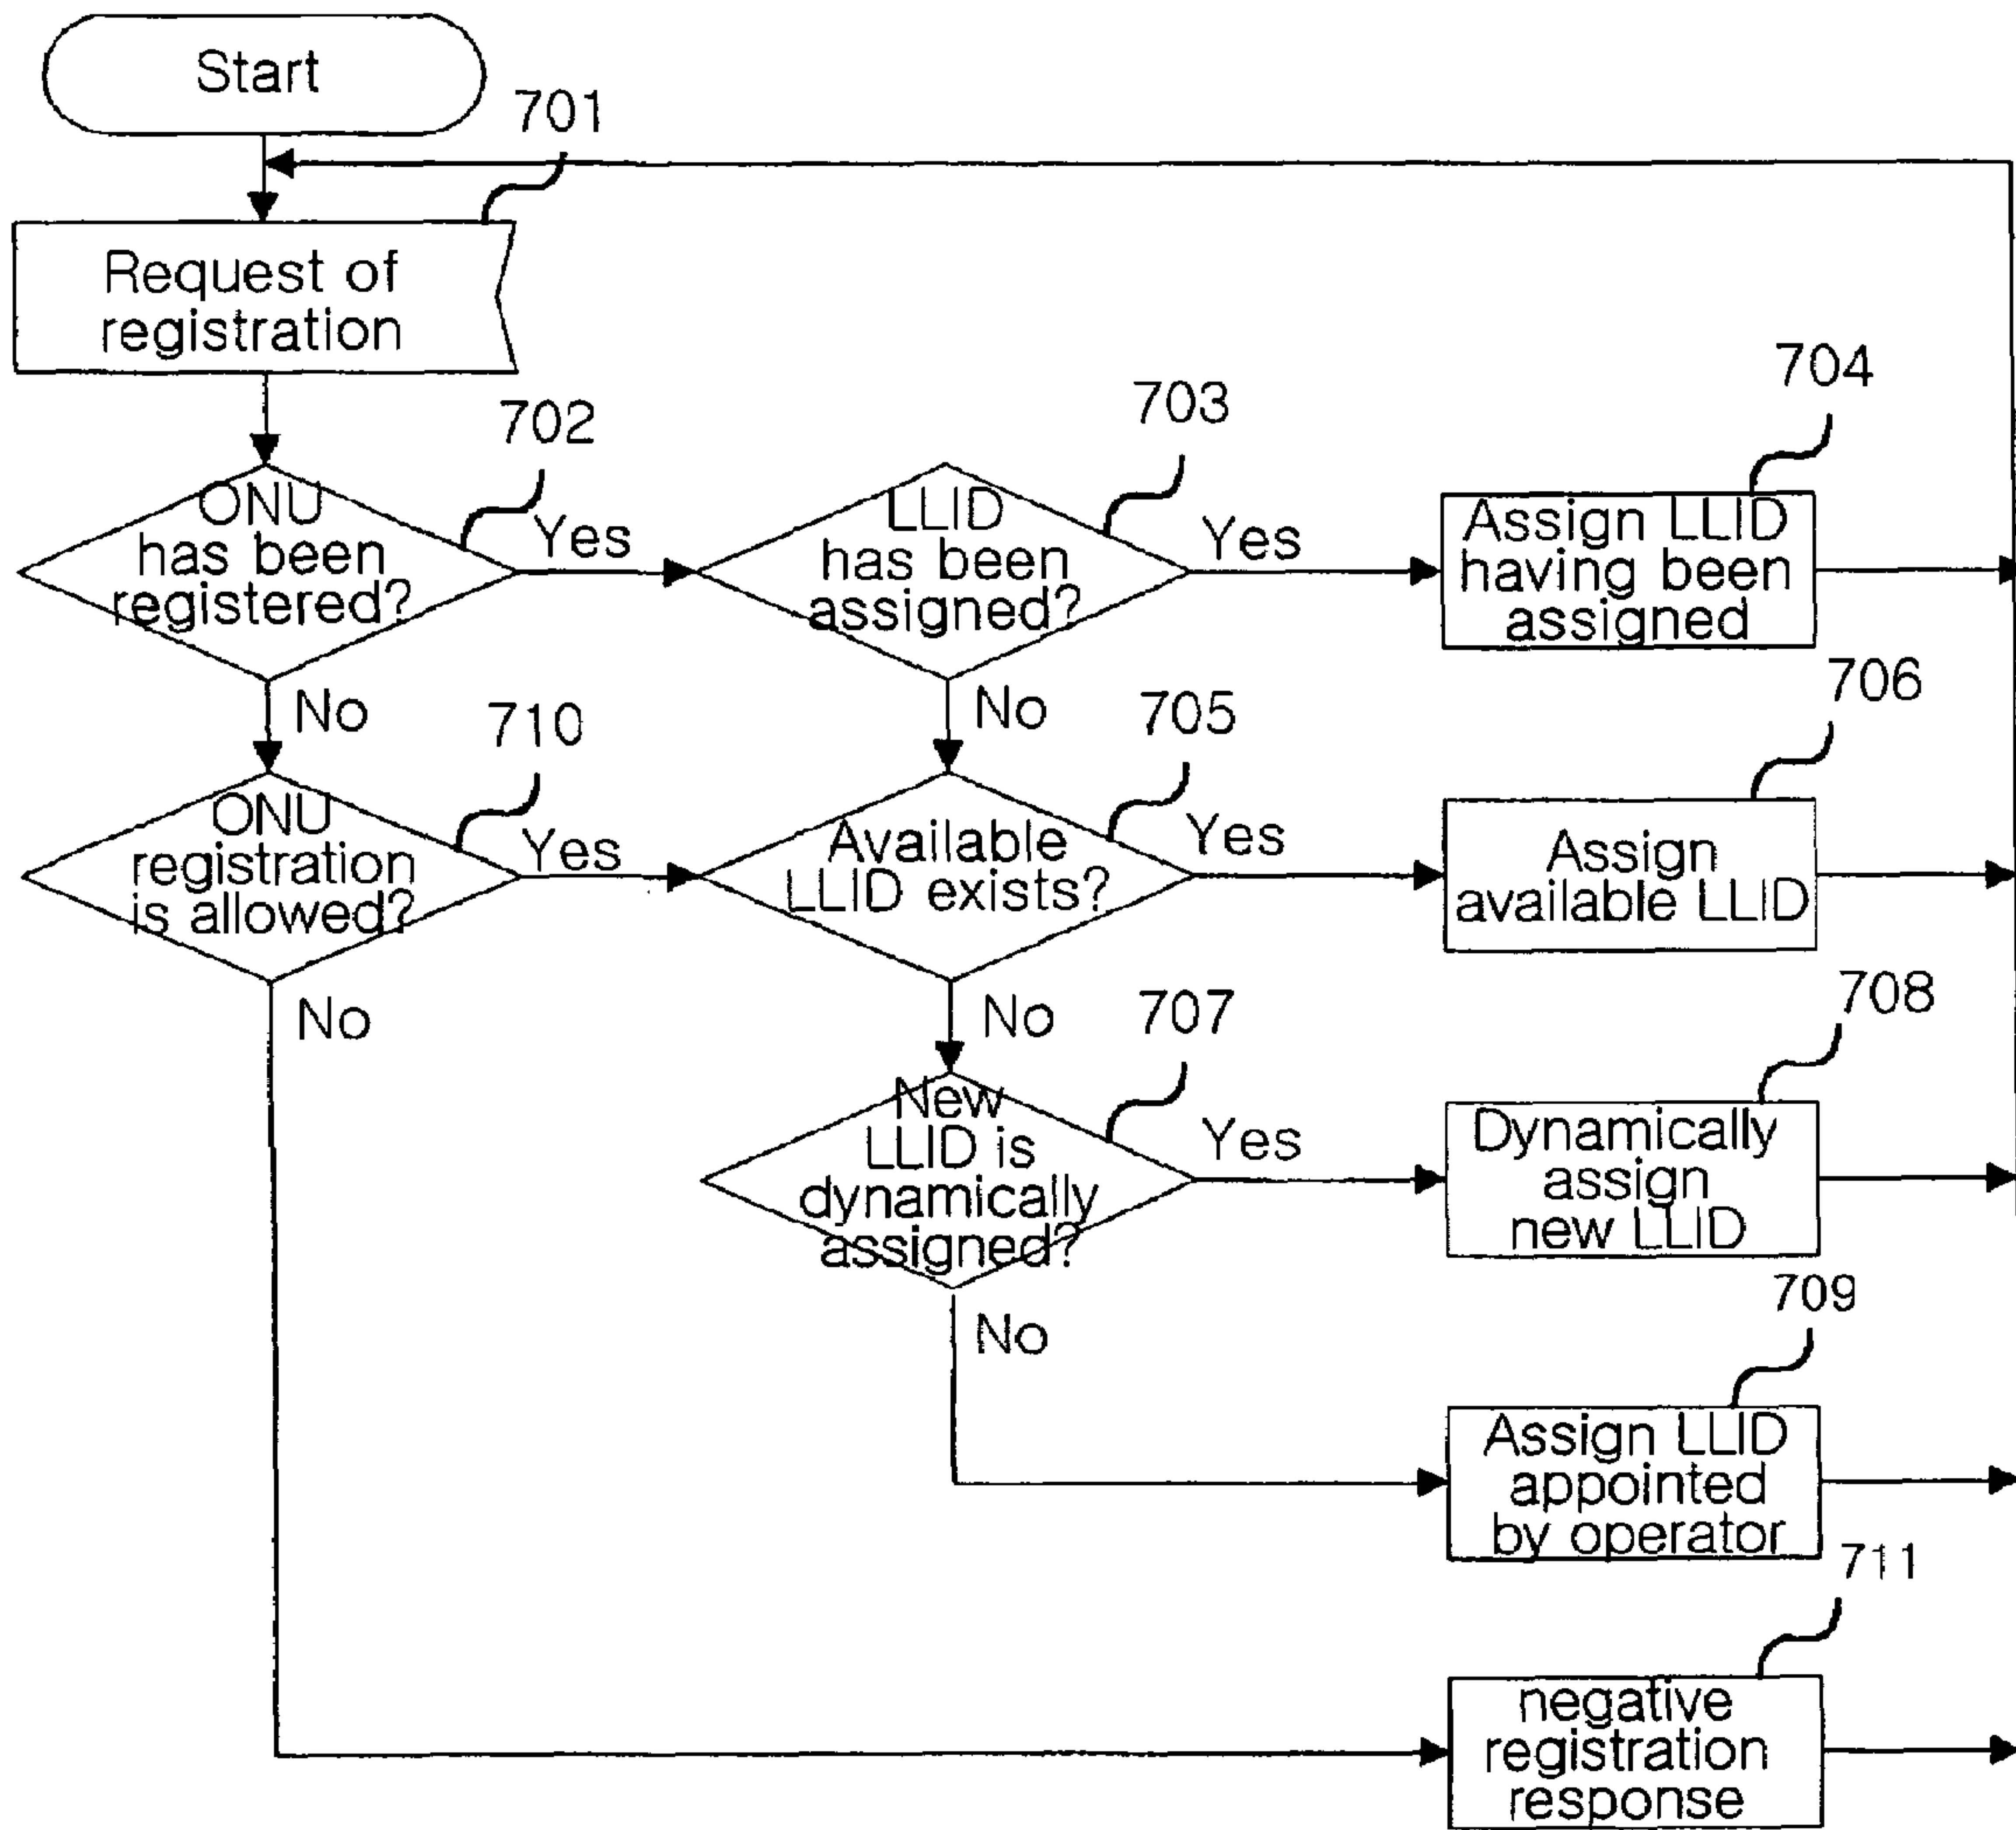 Start
701
Request of
registration
702
ONU
has been
registered?
Yes
No
703
LLID
has been
assigned?
Yes
No
704
Assign LLID
having been
assigned
710
ONU
registration
is allowed?
Yes
No
705
Available
LLID exists?
Yes
No
706
Assign
available LLID
707
New
LLID is
dynamically
assigned?
Yes
No
708
Dynamically
assign
new LLID
709
Assign LLID
appointed
by operator
711
negative
registration
response